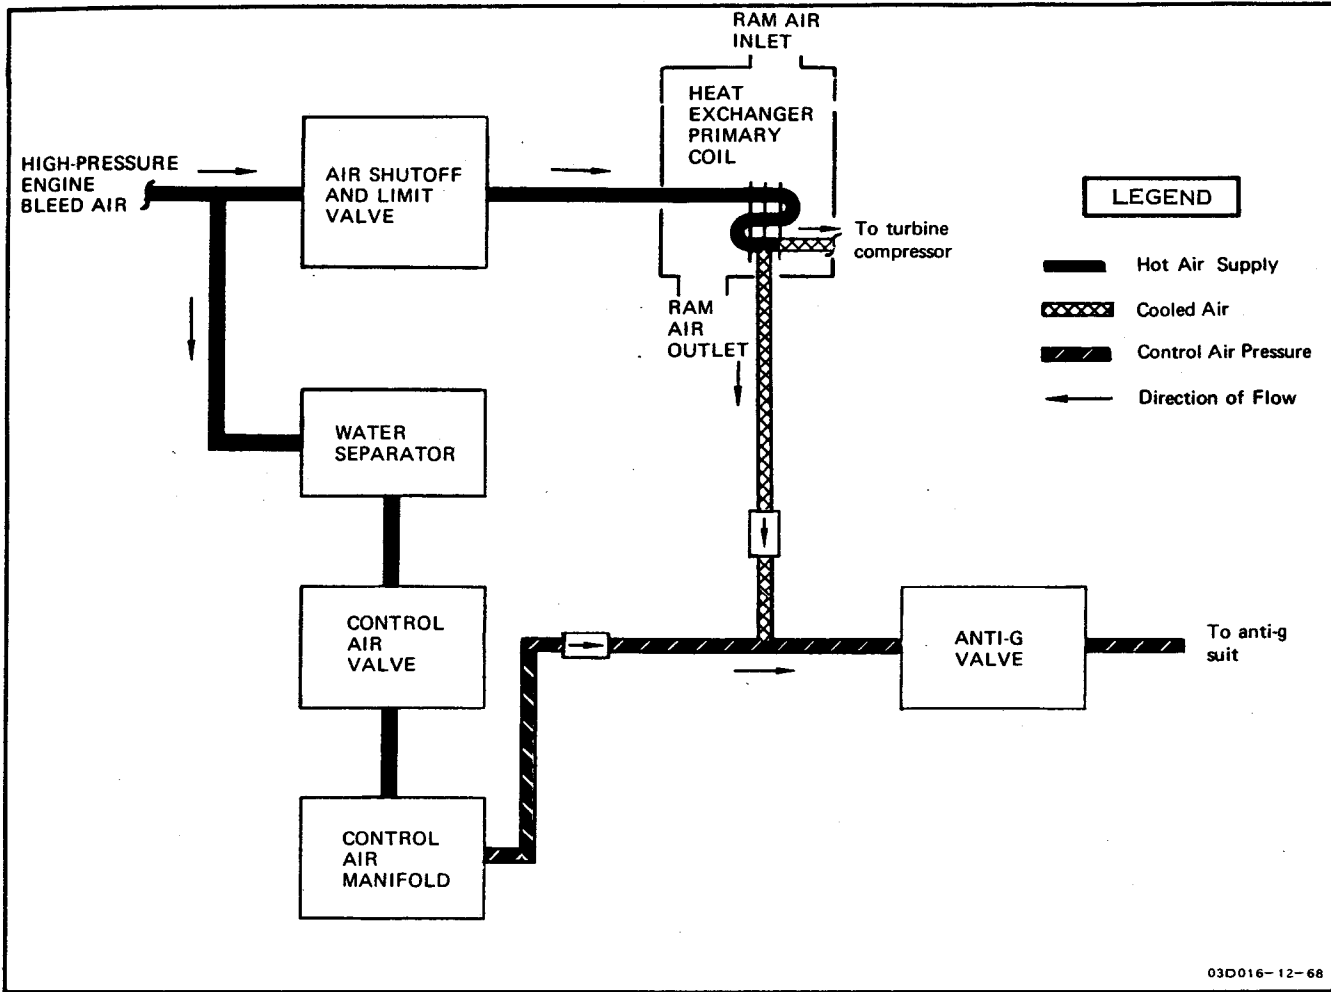 RAM AIR
INLET
HEAT
EXCHANGER
PRIMARY
COIL
HIGH-PRESSURE
ENGINE
BLEED AIR
AIR SHUTOFF
AND LIMIT
VALVE
To turbine
compressor
RAM
AIR
OUTLET
LEGEND
Hot Air Supply
Cooled Air
Control Air Pressure
Direction of Flow
WATER
SEPARATOR
CONTROL
AIR
VALVE
ANTI-G
VALVE
To anti-g
suit
CONTROL
AIR
MANIFOLD
03D016-12-68